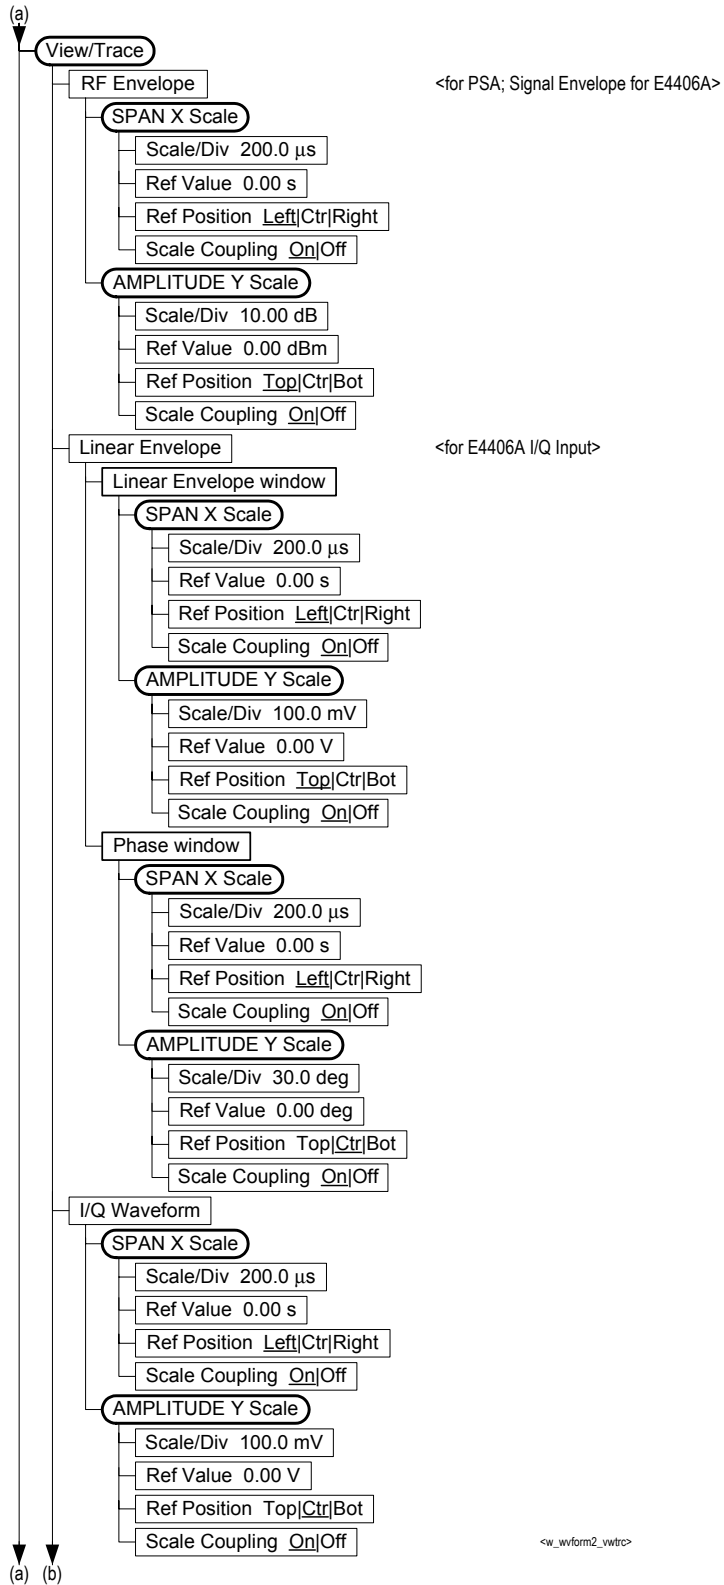 (a)
View/Trace
RF Envelope <for PSA; Signal Envelope for E4406A>
SPAN X Scale
Scale/Div 200.0 μs
Ref Value 0.00 s
Ref Position Left|Ctr|Right
Scale Coupling On|Off
AMPLITUDE Y Scale
Scale/Div 10.00 dB
Ref Value 0.00 dBm
Ref Position Top|Ctr|Bot
Scale Coupling On|Off
Linear Envelope <for E4406A I/Q Input>
Linear Envelope window
SPAN X Scale
Scale/Div 200.0 μs
Ref Value 0.00 s
Ref Position Left|Ctr|Right
Scale Coupling On|Off
AMPLITUDE Y Scale
Scale/Div 100.0 mV
Ref Value 0.00 V
Ref Position Top|Ctr|Bot
Scale Coupling On|Off
Phase window
SPAN X Scale
Scale/Div 200.0 μs
Ref Value 0.00 s
Ref Position Left|Ctr|Right
Scale Coupling On|Off
AMPLITUDE Y Scale
Scale/Div 30.0 deg
Ref Value 0.00 deg
Ref Position Top|Ctr|Bot
Scale Coupling On|Off
I/Q Waveform
SPAN X Scale
Scale/Div 200.0 μs
Ref Value 0.00 s
Ref Position Left|Ctr|Right
Scale Coupling On|Off
AMPLITUDE Y Scale
Scale/Div 100.0 mV
Ref Value 0.00 V
Ref Position Top|Ctr|Bot
Scale Coupling On|Off <w_wvform2_vwtrc>
(a) (b)